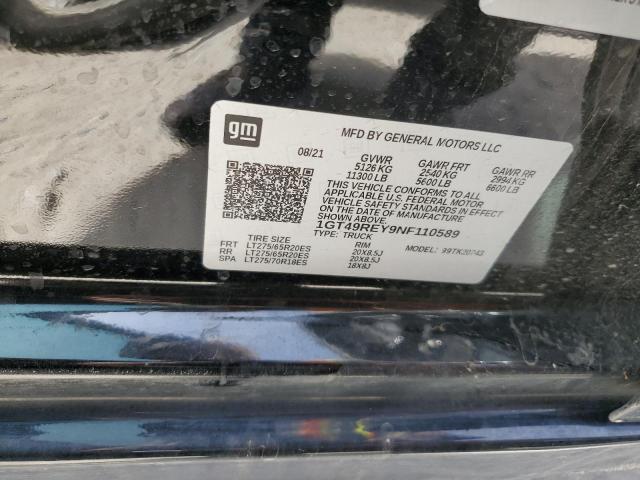 gm
MFD BY GENERAL MOTORS LLC
08/21 GVWR GAWR FRT GAWR RR
5126 KG 2540 KG 2994 KG
11300 LB 5600 LB 6600 LB
THIS VEHICLE CONFORMS TO ALL
APPLICABLE U.S. FEDERAL MOTOR
VEHICLE SAFETY STANDARDS IN EFFECT
ON THE DATE OF MANUFACTURE
1GT49REY9NF110589
TYPE: TRUCK MODEL: 99TK20743
TIRE SIZE RIM
FRT LT275/65R20ES 20X8.5J
RR LT275/65R20ES 20X8.5J
SPA LT275/70R18ES 18X8J